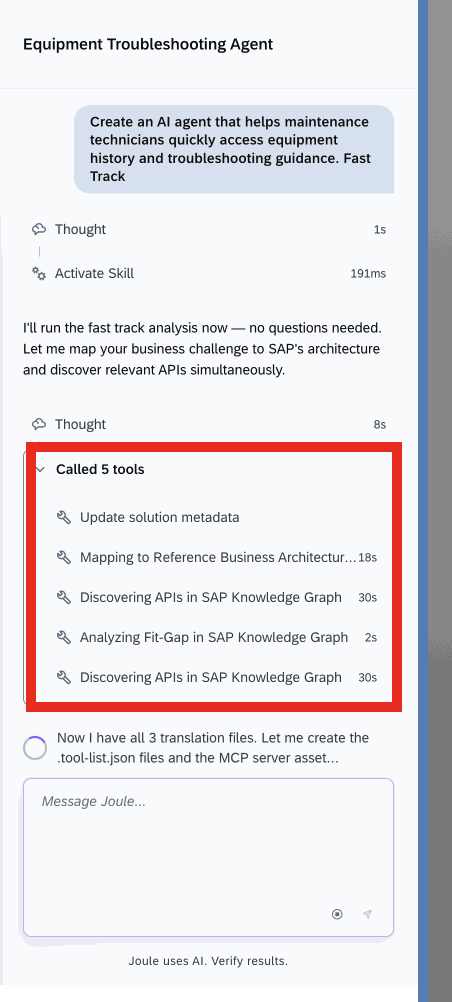 Equipment Troubleshooting Agent
Create an AI agent that helps maintenance
technicians quickly access equipment
history and troubleshooting guidance. Fast
Track
Thought 1s
Activate Skill 191ms
I'll run the fast track analysis now — no questions needed.
Let me map your business challenge to SAP's architecture
and discover relevant APIs simultaneously.
Thought 8s
Called 5 tools
Update solution metadata
Mapping to Reference Business Architectur... 18s
Discovering APIs in SAP Knowledge Graph 30s
Analyzing Fit-Gap in SAP Knowledge Graph 2s
Discovering APIs in SAP Knowledge Graph 30s
Now I have all 3 translation files. Let me create the
.tool-list.json files and the MCP server asset...
Message Joule...
Joule uses AI. Verify results.